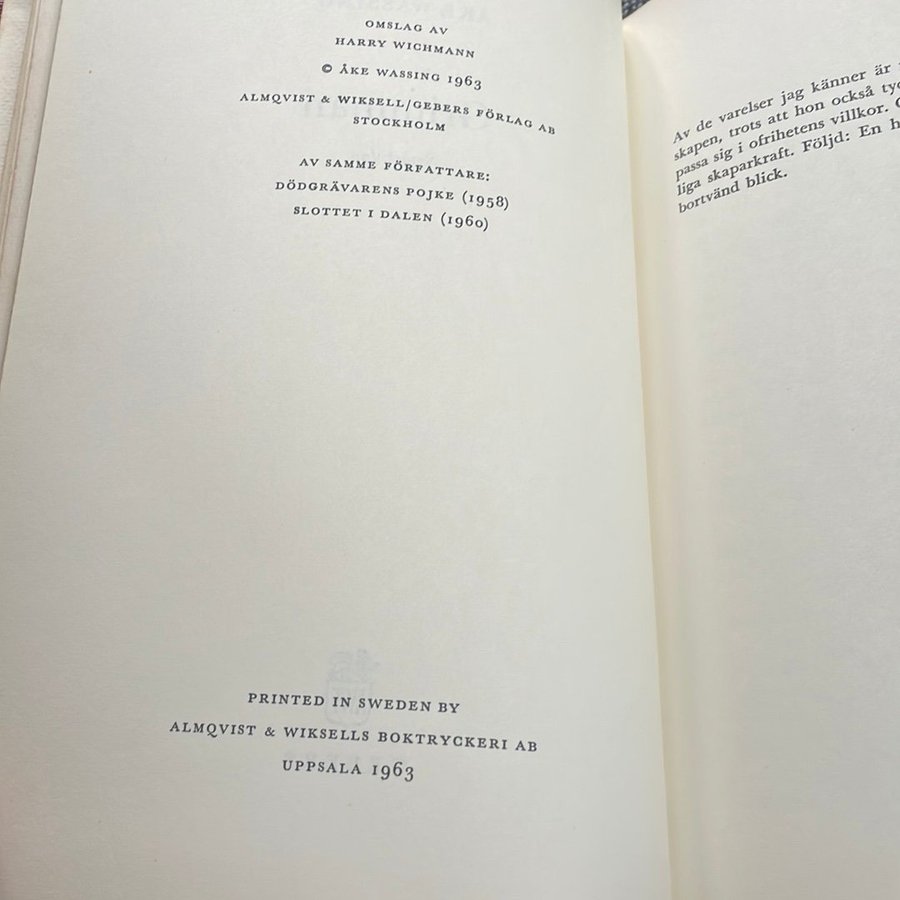 OMSLAG AV
HARRY WICHMANN
© ÅKE WASSING 1963
ALMQVIST & WIKSELL/GEBERS FÖRLAG AB
STOCKHOLM
AV SAMME FÖRFATTARE:
DÖDGRÄVARENS POJKE (1958)
SLOTTET I DALEN (1960)
PRINTED IN SWEDEN BY
ALMQVIST & WIKSELLS BOKTRYCKERI AB
UPPSALA 1963
Av de varelser jag känner är
skapen, trots att hon också
passa sig i ofrihetens villkor.
liga skaparkraft. Följd: En
bortvänd blick.